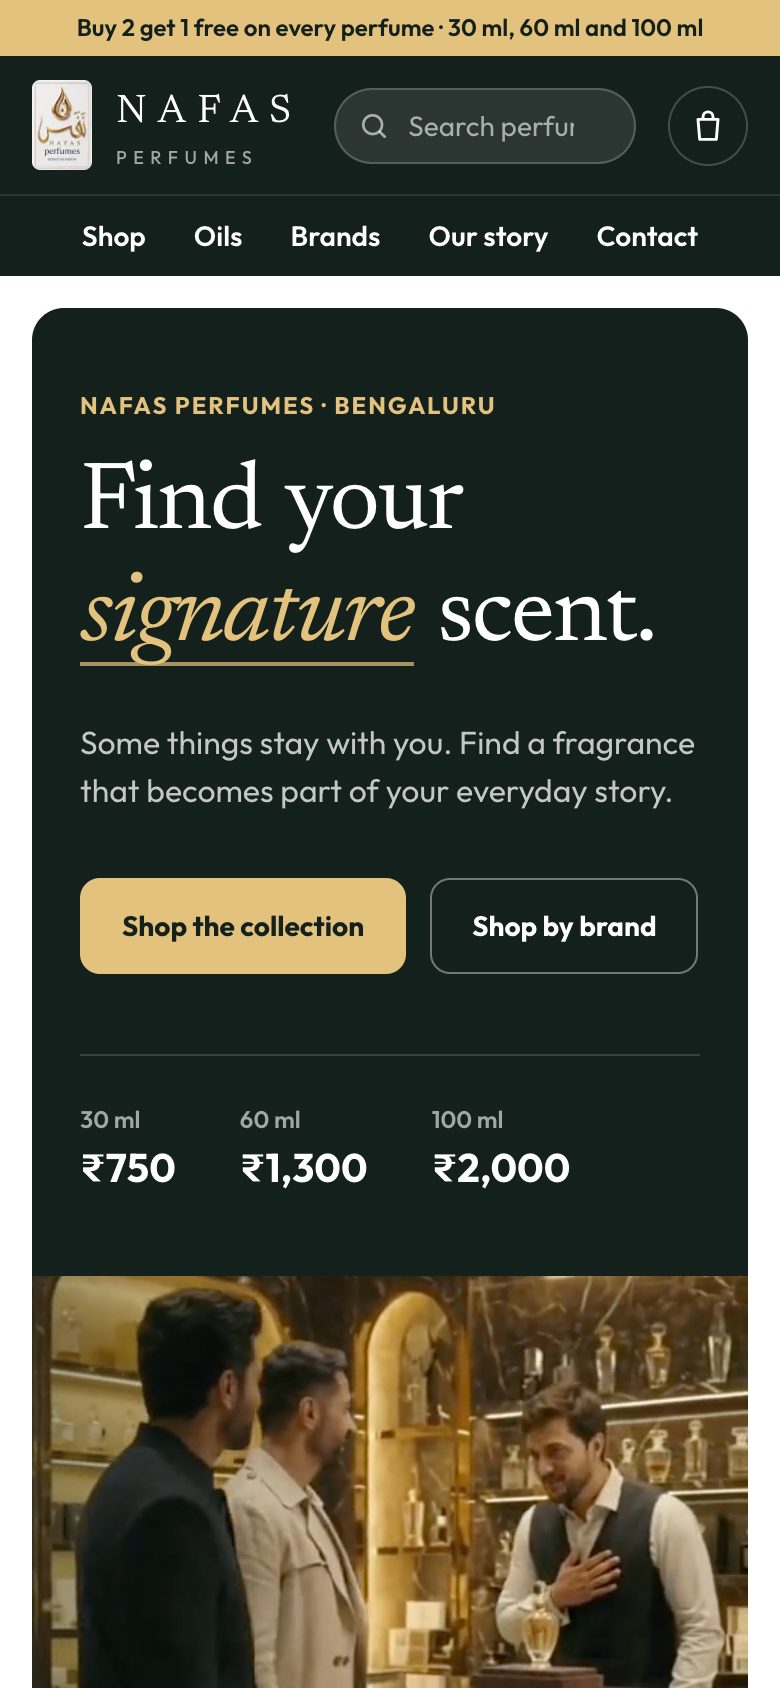 Buy 2 get 1 free on every perfume · 30 ml, 60 ml and 100 ml
نفس
NAFAS
perfumes
NAFAS
PERFUMES
Search perfu
Shop Oils Brands Our story Contact
NAFAS PERFUMES · BENGALURU
Find your
signature scent.
Some things stay with you. Find a fragrance
that becomes part of your everyday story.
Shop the collection Shop by brand
30 ml 60 ml 100 ml
₹750 ₹1,300 ₹2,000